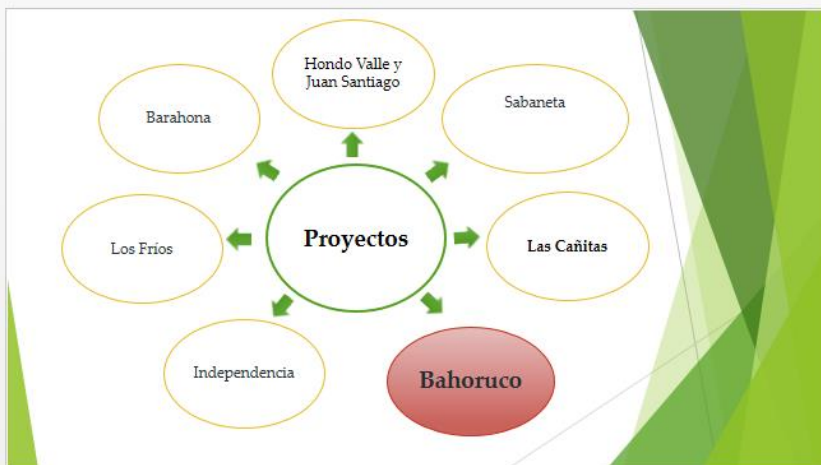 Hondo Valle y
Juan Santiago
Sabaneta
Barahona
Proyectos
Las Cañitas
Los Fríos
Independencia
Bahoruco